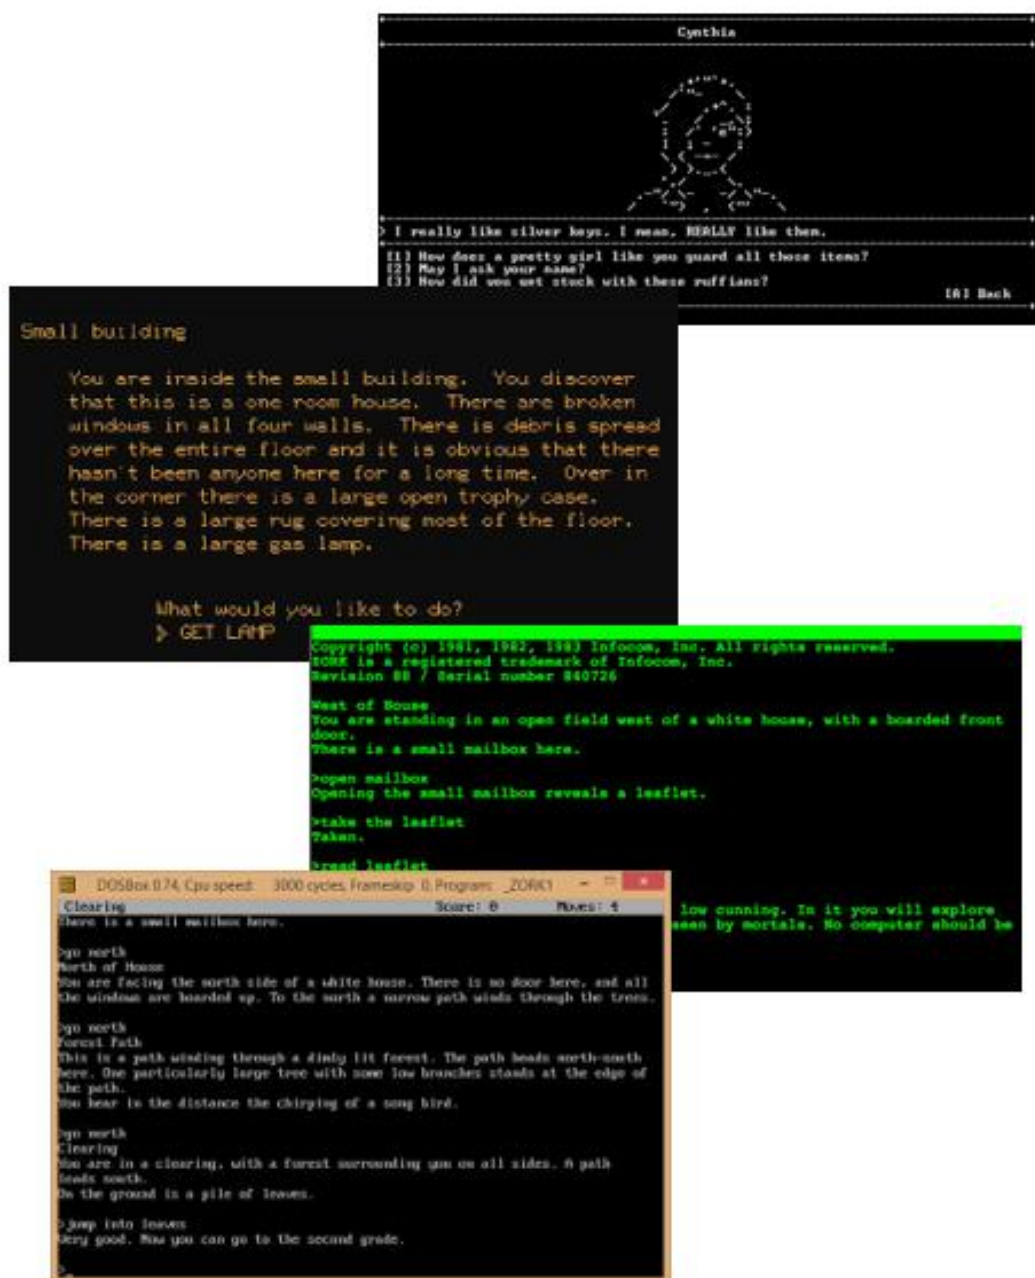 Cynthia
> I really like silver keys. I mean, REALLY like them.
[1] How does a pretty girl like you guard all those items?
[2] May I ask your name?
[3] How did you get stuck with these ruffians?
[A] Back
Small building
You are inside the small building. You discover
that this is a one room house. There are broken
windows in all four walls. There is debris spread
over the entire floor and it is obvious that there
hasn't been anyone here for a long time. Over in
the corner there is a large open trophy case.
There is a large rug covering most of the floor.
There is a large gas lamp.
What would you like to do?
> GET LAMP
Copyright (c) 1981, 1982, 1983 Infocom, Inc. All rights reserved.
ZORK is a registered trademark of Infocom, Inc.
Revision 88 / Serial number 840726
West of House
You are standing in an open field west of a white house, with a boarded front
door.
There is a small mailbox here.
>open mailbox
Opening the small mailbox reveals a leaflet.
>take the leaflet
Taken.
>read leaflet
low cunning. In it you will explore
seen by mortals. No computer should be
DOSBox 0.74, Cpu speed: 3000 cycles, Frameskip 0, Program: _ZORK1
Clearing Score: 0 Moves: 4
There is a small mailbox here.
>go north
North of House
You are facing the north side of a white house. There is no door here, and all
the windows are boarded up. To the north a narrow path winds through the trees.
>go north
Forest Path
This is a path winding through a dimly lit forest. The path heads north-south
here. One particularly large tree with some low branches stands at the edge of
the path.
You hear in the distance the chirping of a song bird.
>go north
Clearing
You are in a clearing, with a forest surrounding you on all sides. A path
leads south.
On the ground is a pile of leaves.
>jump into leaves
Very good. Now you can go to the second grade.
>